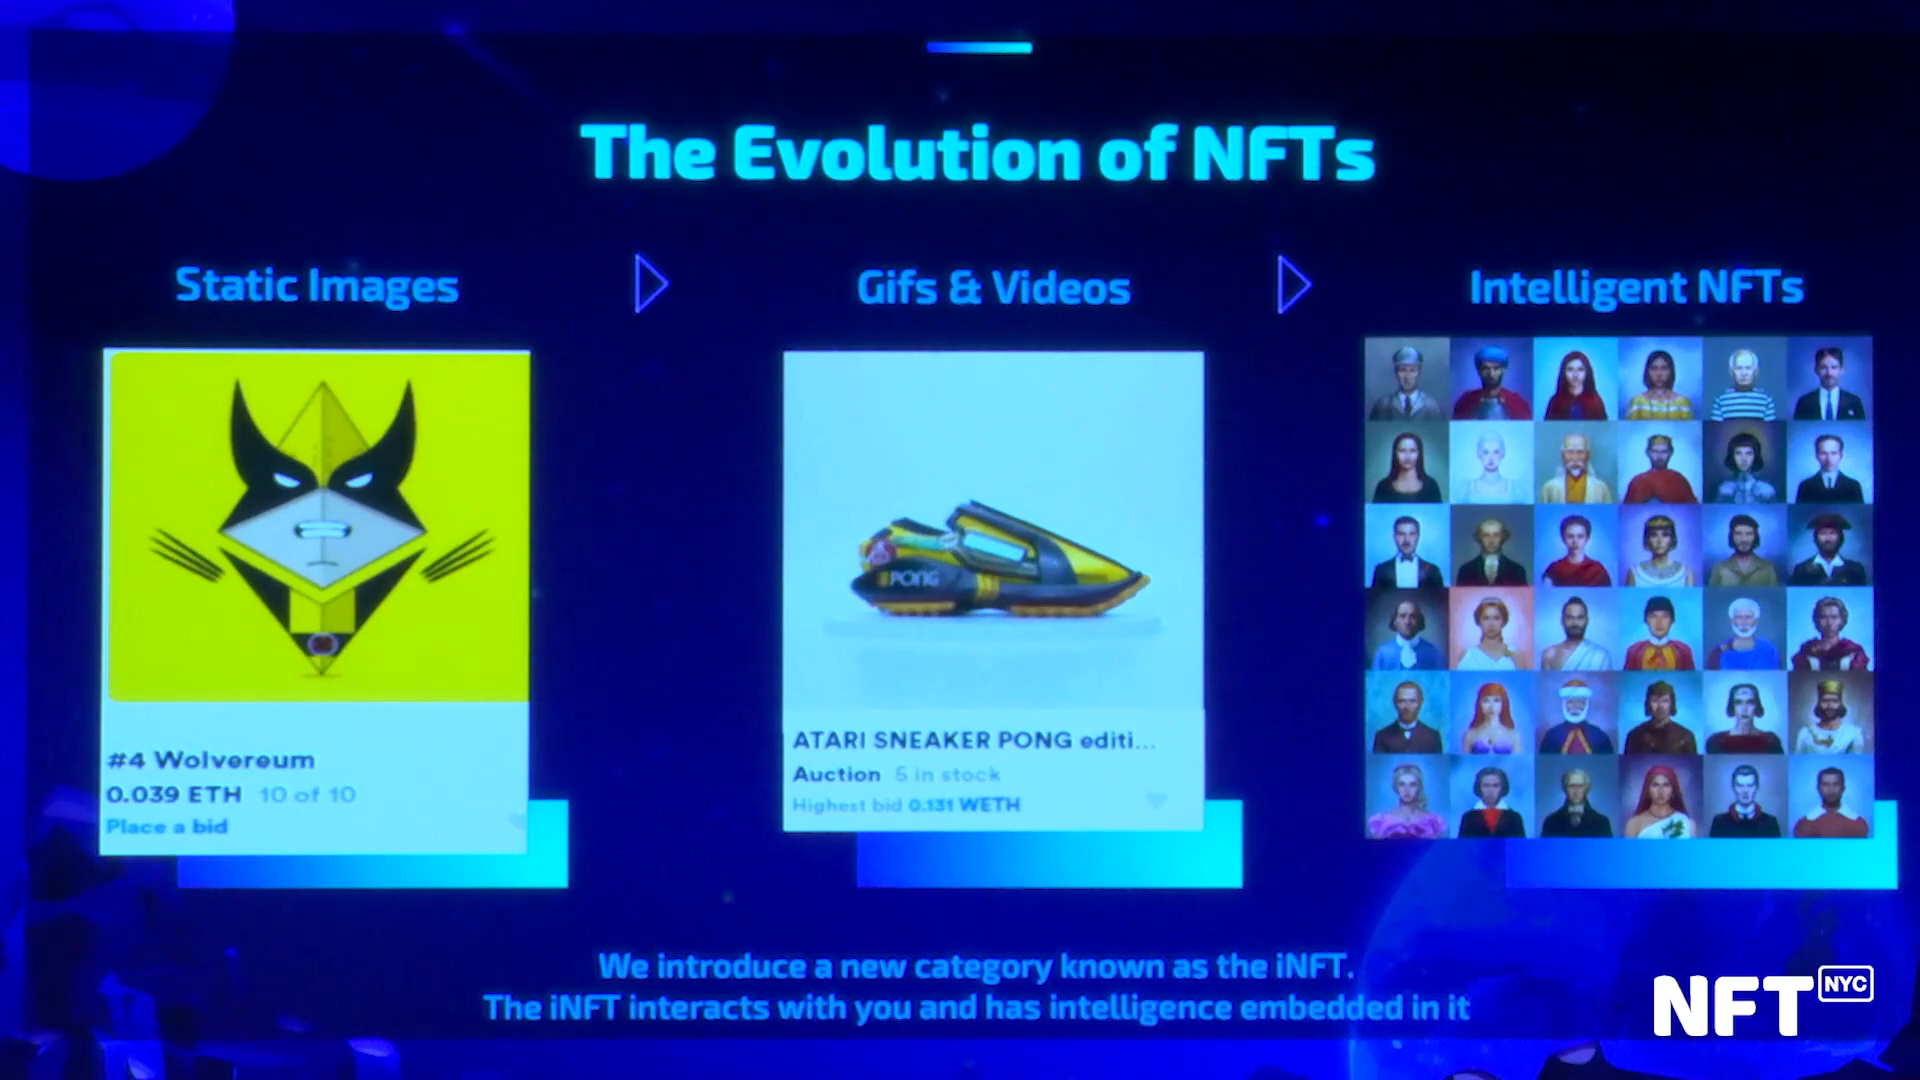 The Evolution of NFTs
Static Images
Gifs & Videos
Intelligent NFTs
PONG
#4 Wolvereum
0.039 ETH 10 of 10
Place a bid
ATARI SNEAKER PONG editi...
Auction 5 in stock
Highest bid 0.131 WETH
We introduce a new category known as the iNFT.
The iNFT interacts with you and has intelligence embedded in it
NFT NYC